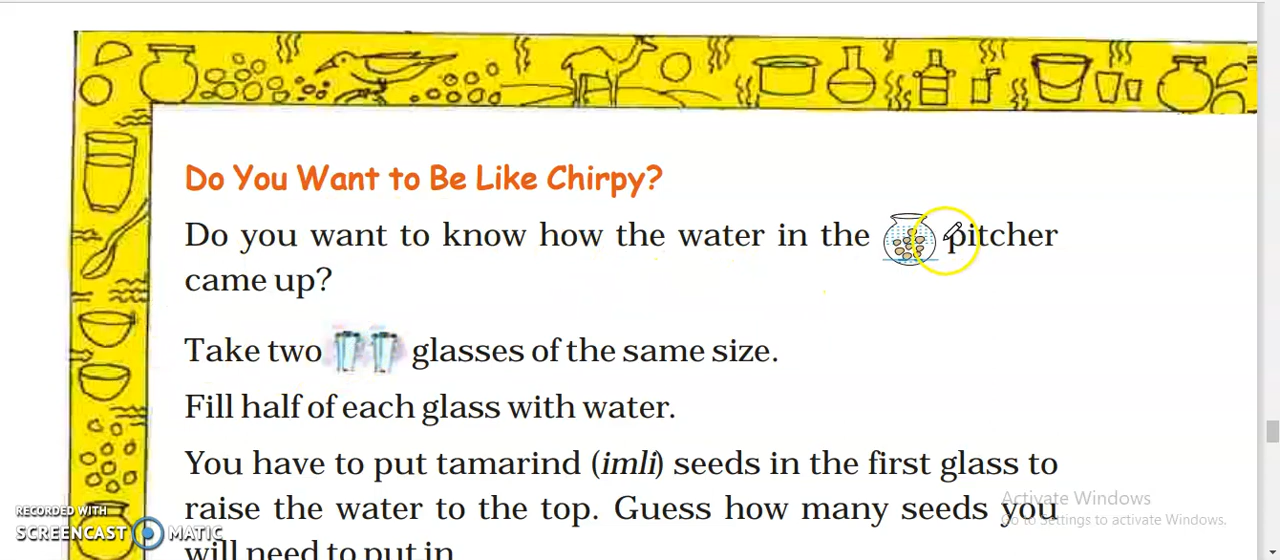 Do You Want to Be Like Chirpy?
Do you want to know how the water in the pitcher
came up?
Take two glasses of the same size.
Fill half of each glass with water.
You have to put tamarind (imli) seeds in the first glass to
raise the water to the top. Guess how many seeds you
will need to put in
Activate Windows
Go to Settings to activate Windows.
RECORDED WITH
SCREENCAST MATIC